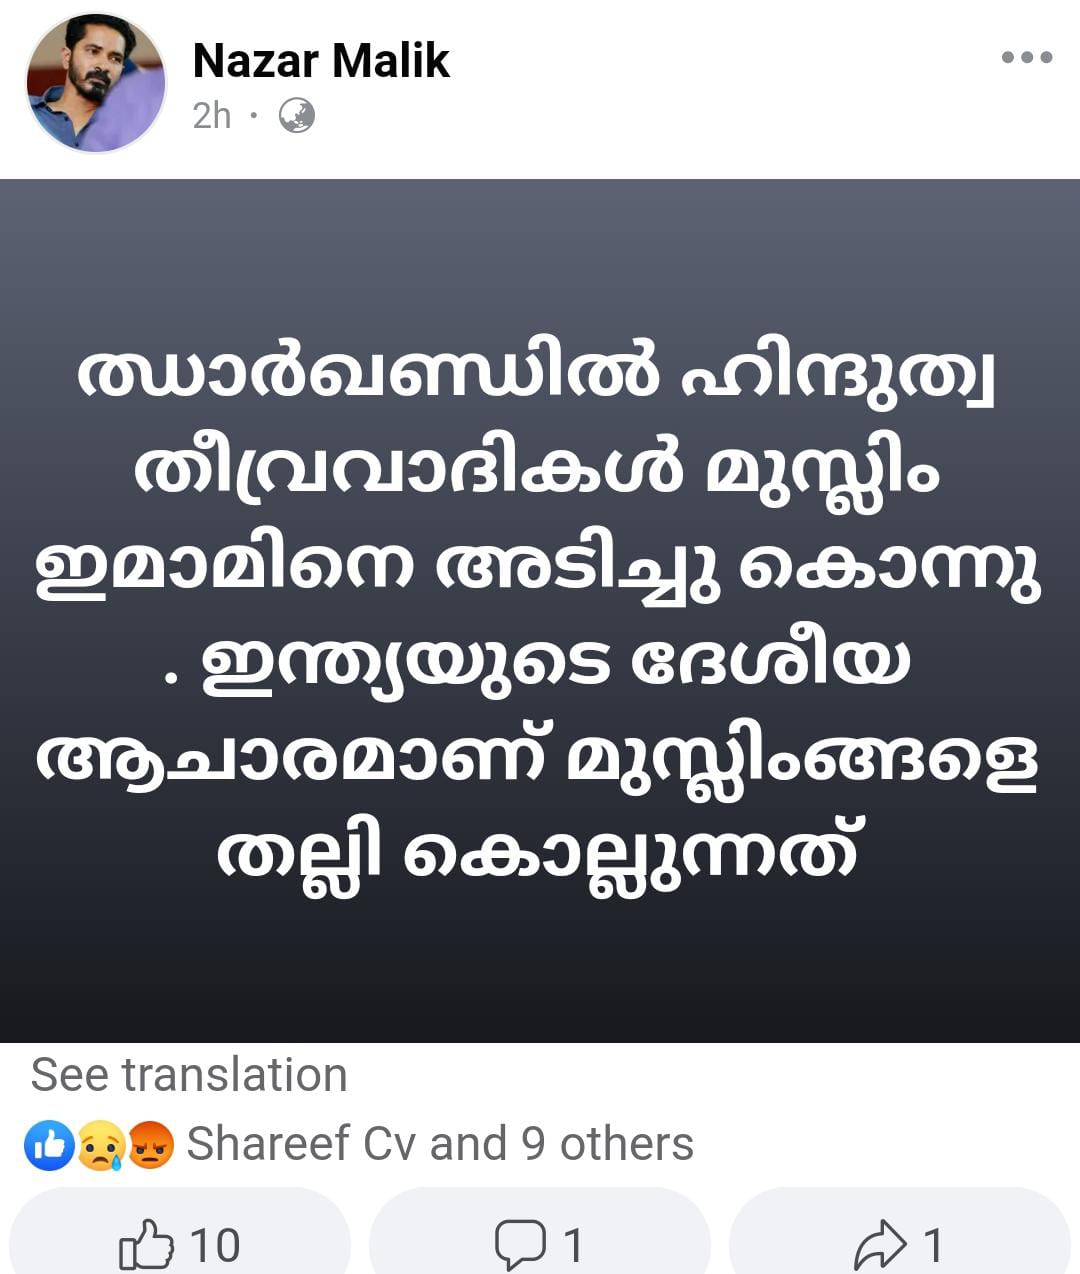 Nazar Malik
2h ·
ഝാർഖണ്ഡിൽ ഹിന്ദുത്വ
തീവ്രവാദികൾ മുസ്ലിം
ഇമാമിനെ അടിച്ചു കൊന്നു
. ഇന്ത്യയുടെ ദേശീയ
ആചാരമാണ് മുസ്ലിംങ്ങളെ
തല്ലി കൊല്ലുന്നത്
See translation
Shareef Cv and 9 others
10 1 1